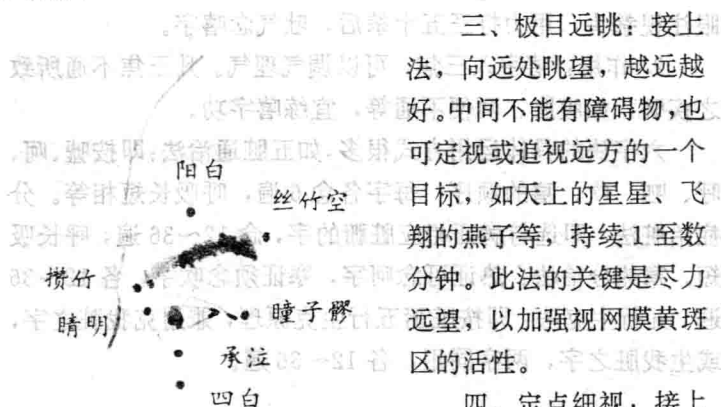 阳白
丝竹空
攒竹
睛明
瞳子髎
承泣
四白
三、极目远眺：接上
法，向远处眺望，越远越
好。中间不能有障碍物，也
可定视或追视远方的一个
目标，如天上的星星、飞
翔的燕子等，持续1至数
分钟。此法的关键是尽力
远望，以加强视网膜黄斑
区的活性。
四、定点细视：接上